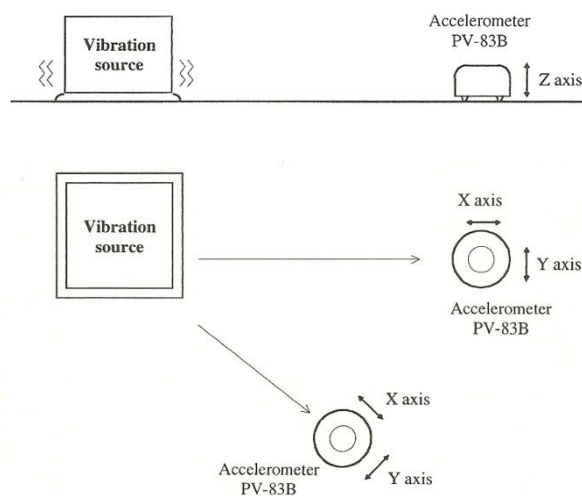 Vibration
source
Accelerometer
PV-83B
Z axis
Vibration
source
X axis
Y axis
Accelerometer
PV-83B
X axis
Y axis
Accelerometer
PV-83B